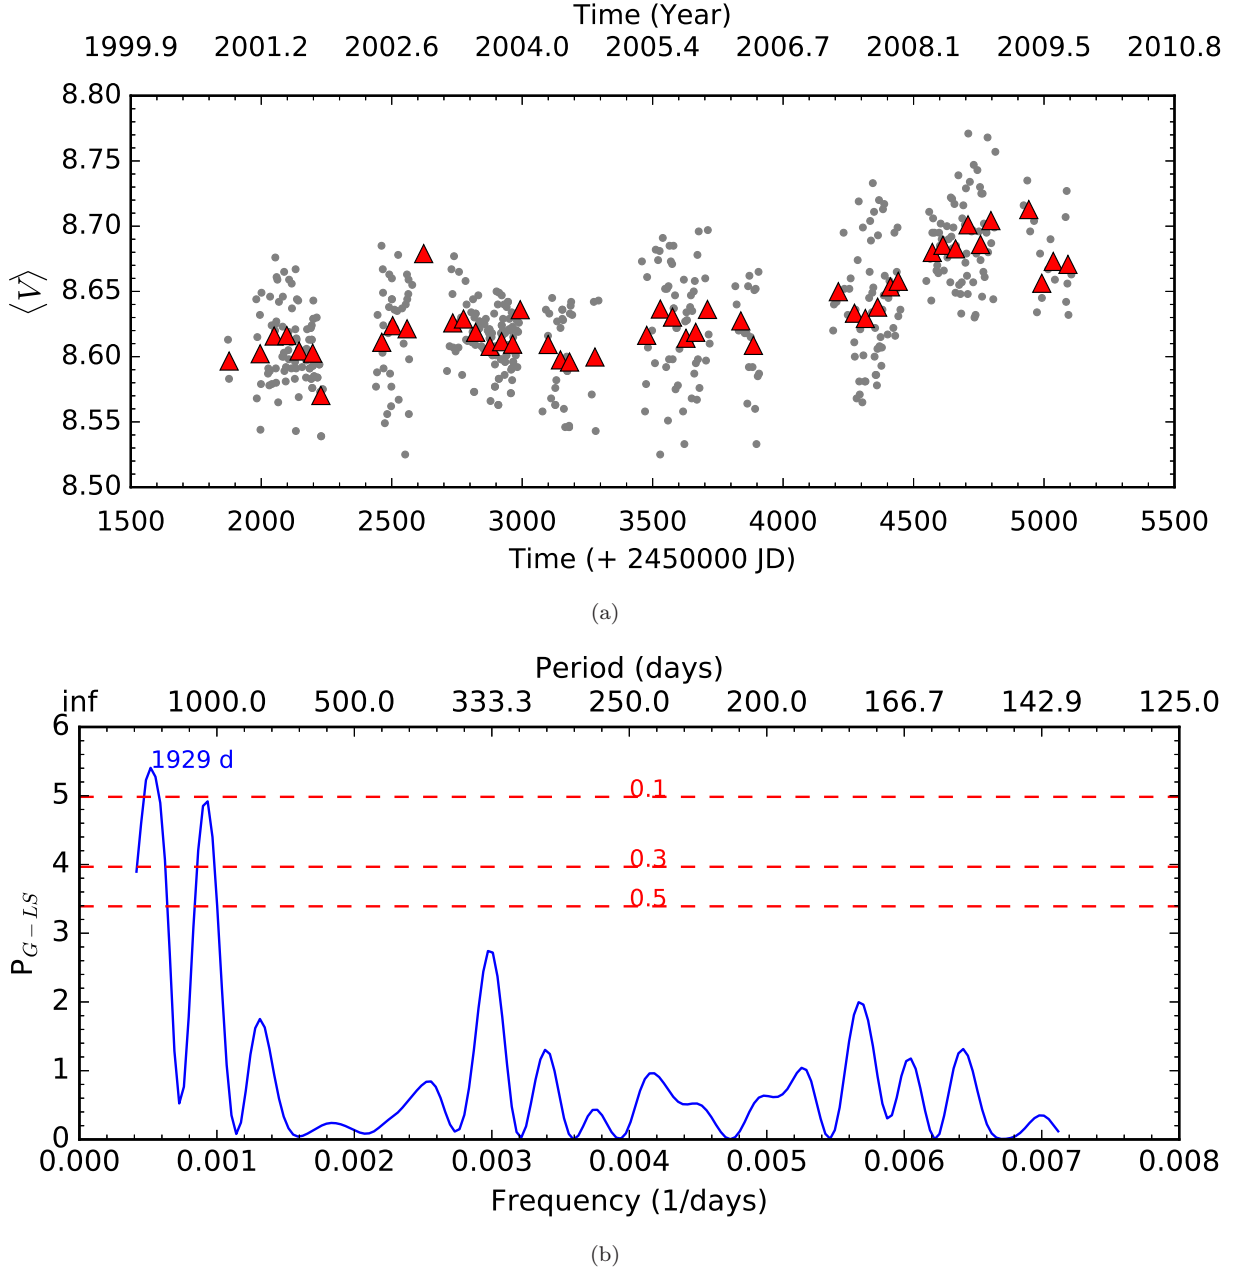 Time (Year)
1999.9 2001.2 2002.6 2004.0 2005.4 2006.7 2008.1 2009.5 2010.8
8.80
8.75
8.70
8.65
8.60
8.55
8.50
⟨V⟩
1500 2000 2500 3000 3500 4000 4500 5000 5500
Time (+ 2450000 JD)
(a)
Period (days)
inf 1000.0 500.0 333.3 250.0 200.0 166.7 142.9 125.0
6
1929 d
5
0.1
4
0.3
0.5
3
2
1
0
P_{G-LS}
0.000 0.001 0.002 0.003 0.004 0.005 0.006 0.007 0.008
Frequency (1/days)
(b)